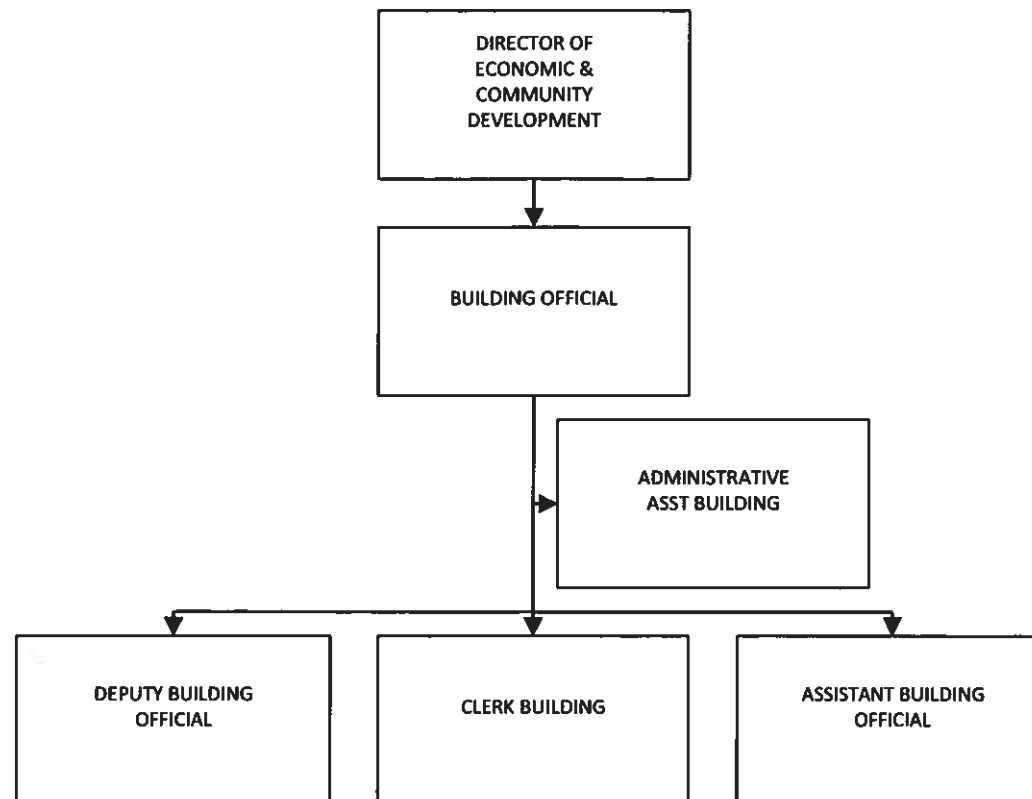 DIRECTOR OF
ECONOMIC &
COMMUNITY
DEVELOPMENT
BUILDING OFFICIAL
ADMINISTRATIVE
ASST BUILDING
DEPUTY BUILDING
OFFICIAL
CLERK BUILDING
ASSISTANT BUILDING
OFFICIAL